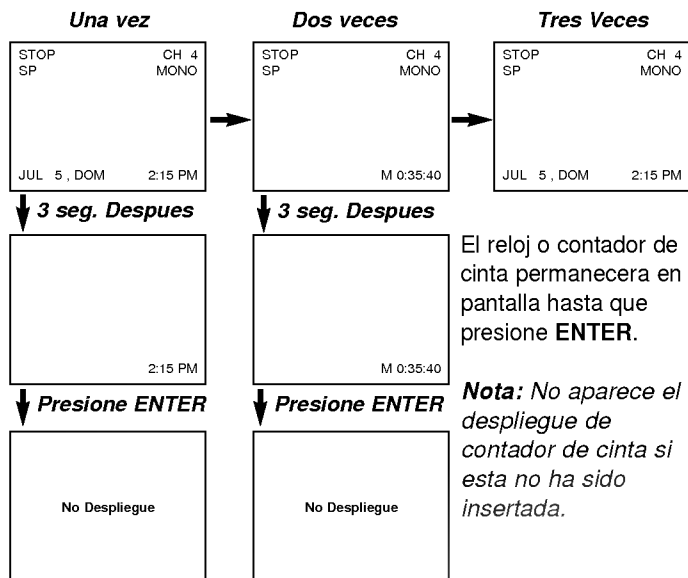 Una vez
Dos veces
Tres Veces
STOP CH 4
SP MONO
JUL 5 , DOM 2:15 PM
STOP CH 4
SP MONO
M 0:35:40
STOP CH 4
SP MONO
JUL 5 , DOM 2:15 PM
3 seg. Despues
3 seg. Despues
2:15 PM
M 0:35:40
El reloj o contador de
cinta permanecera en
pantalla hasta que
presione ENTER.
Presione ENTER
Presione ENTER
Nota: No aparece el
despliegue de
contador de cinta si
esta no ha sido
insertada.
No Despliegue
No Despliegue